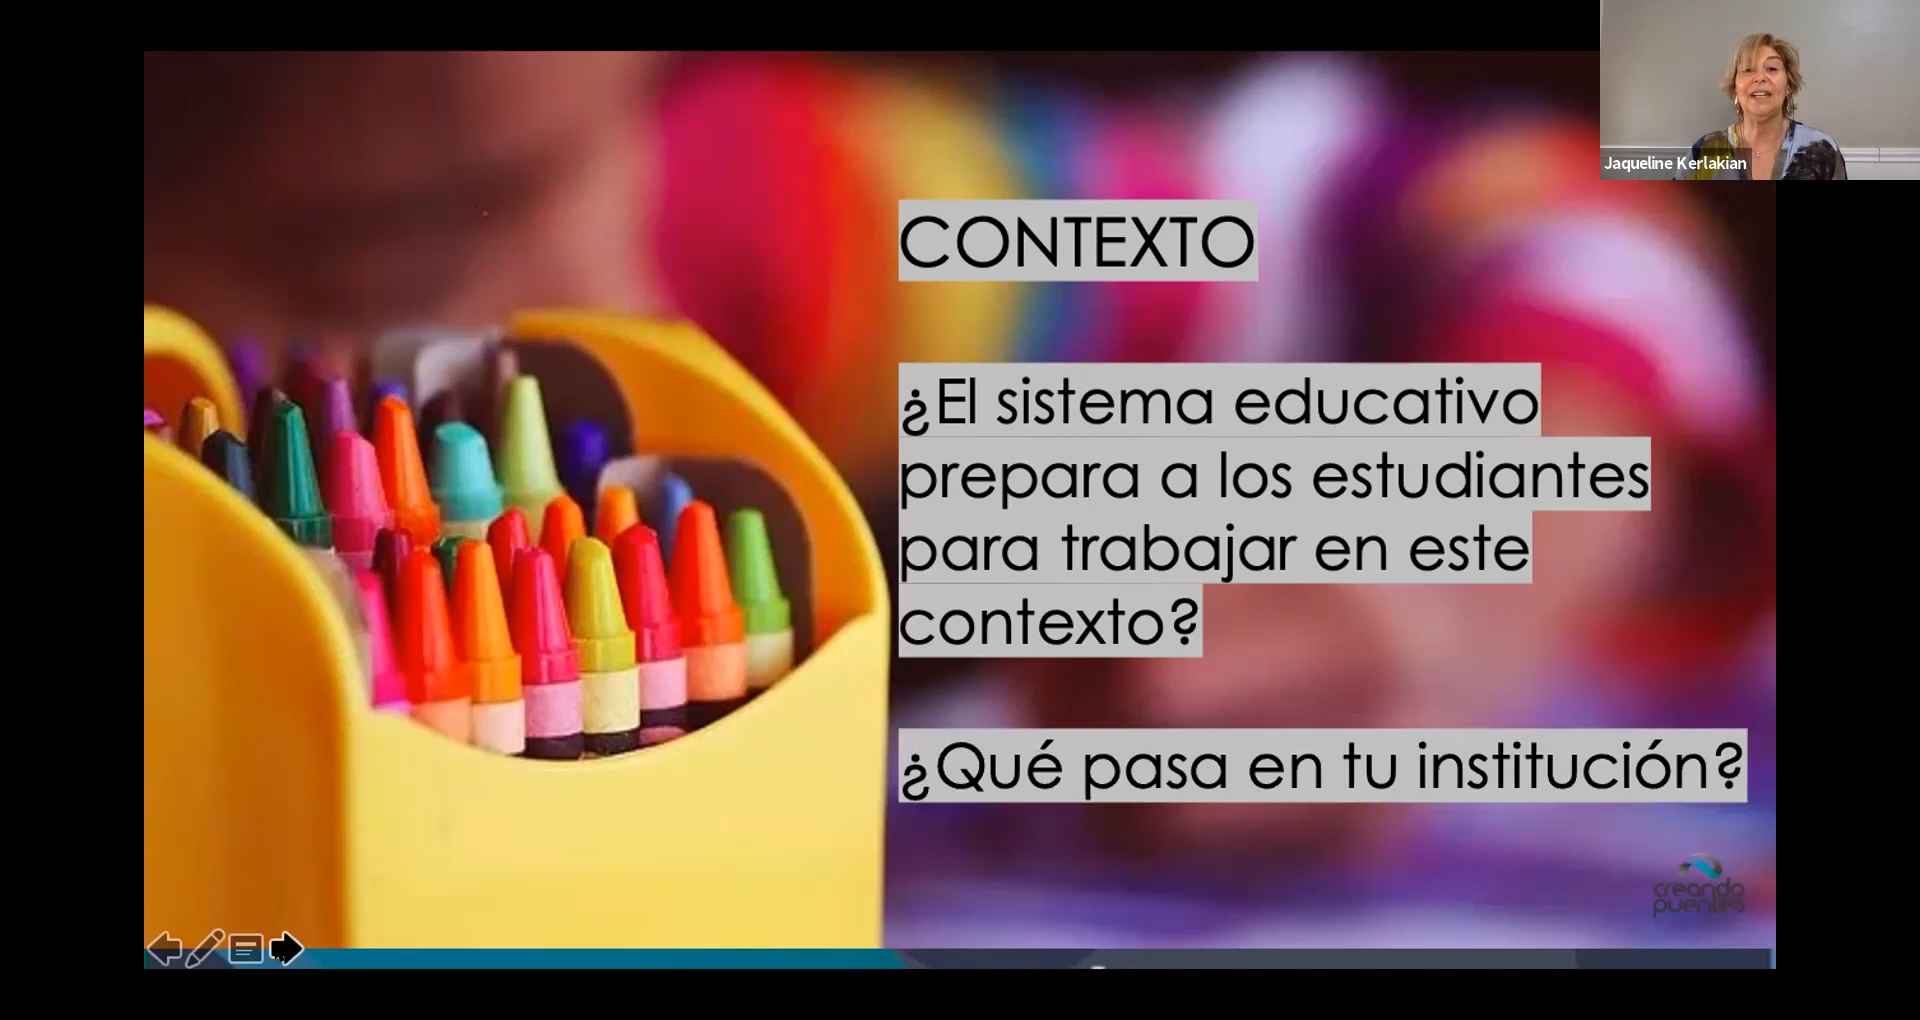 Jaqueline Kerlakian
CONTEXTO
¿El sistema educativo
prepara a los estudiantes
para trabajar en este
contexto?
¿Qué pasa en tu institución?
creando
puentes